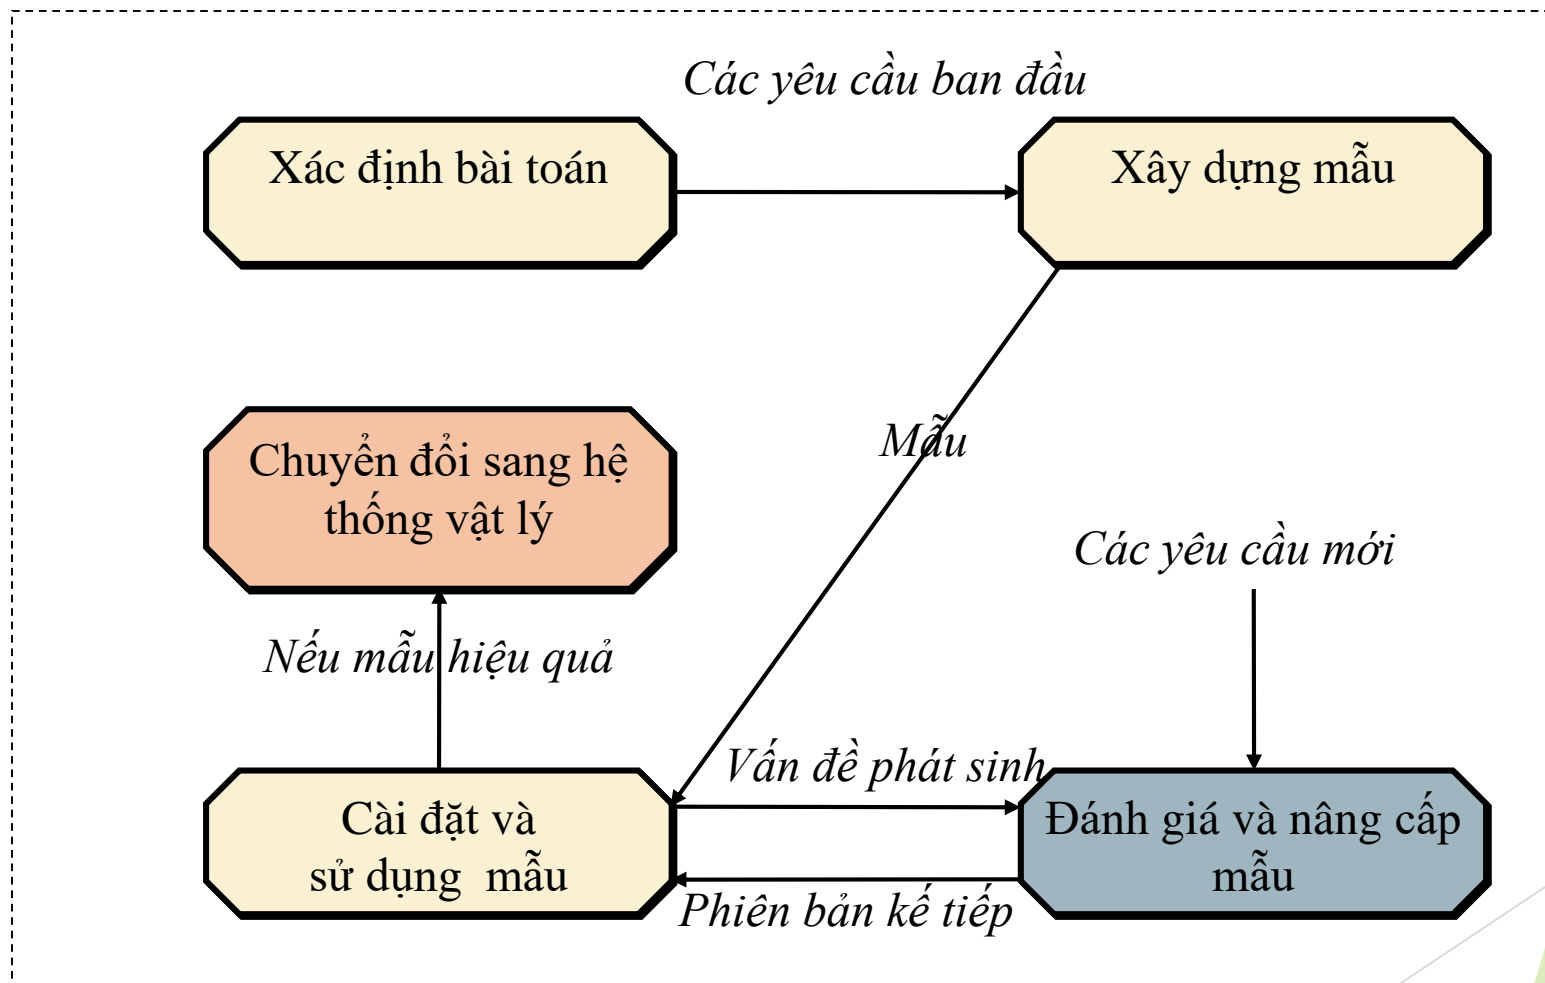 Các yêu cầu ban đầu
Xác định bài toán
Xây dựng mẫu
Mẫu
Chuyển đổi sang hệ
thống vật lý
Các yêu cầu mới
Nếu mẫu hiệu quả
Vấn đề phát sinh
Cài đặt và
sử dụng mẫu
Đánh giá và nâng cấp
mẫu
Phiên bản kế tiếp